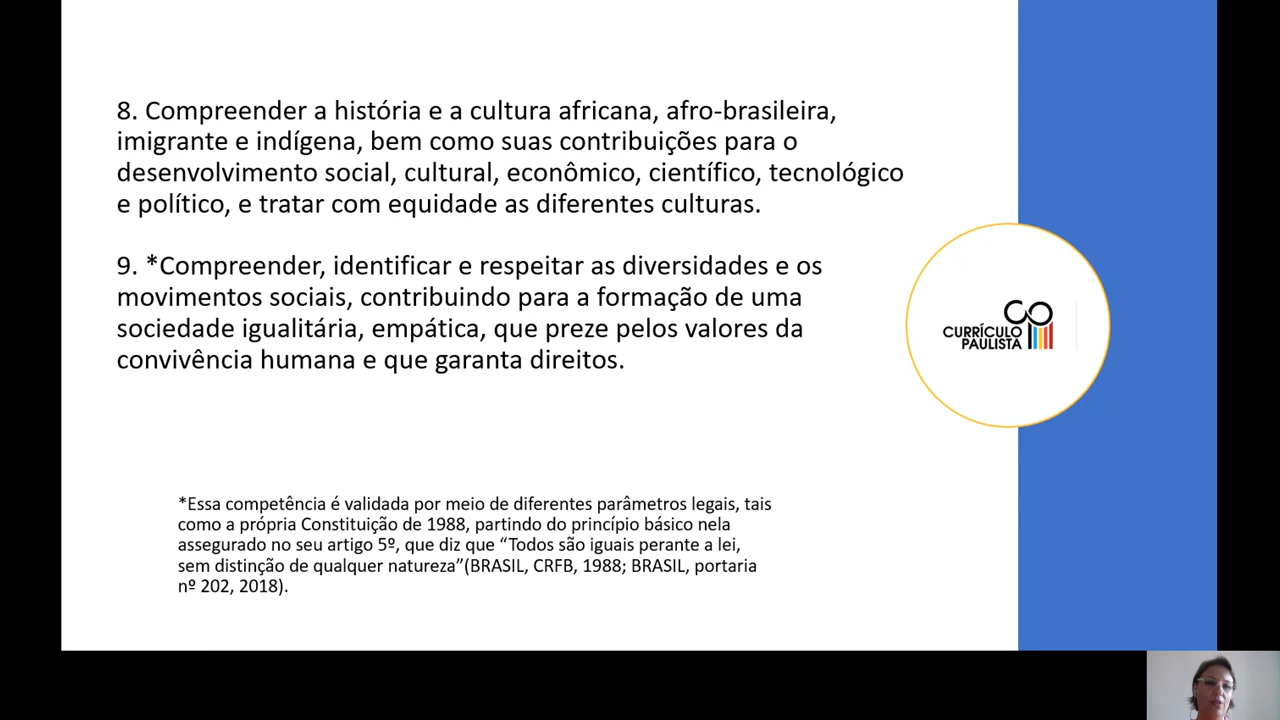 8. Compreender a história e a cultura africana, afro-brasileira,
imigrante e indígena, bem como suas contribuições para o
desenvolvimento social, cultural, econômico, científico, tecnológico
e político, e tratar com equidade as diferentes culturas.
9. *Compreender, identificar e respeitar as diversidades e os
movimentos sociais, contribuindo para a formação de uma
sociedade igualitária, empática, que preze pelos valores da
convivência humana e que garanta direitos.
CURRÍCULO
PAULISTA
*Essa competência é validada por meio de diferentes parâmetros legais, tais
como a própria Constituição de 1988, partindo do princípio básico nela
assegurado no seu artigo 5º, que diz que “Todos são iguais perante a lei,
sem distinção de qualquer natureza”(BRASIL, CRFB, 1988; BRASIL, portaria
nº 202, 2018).